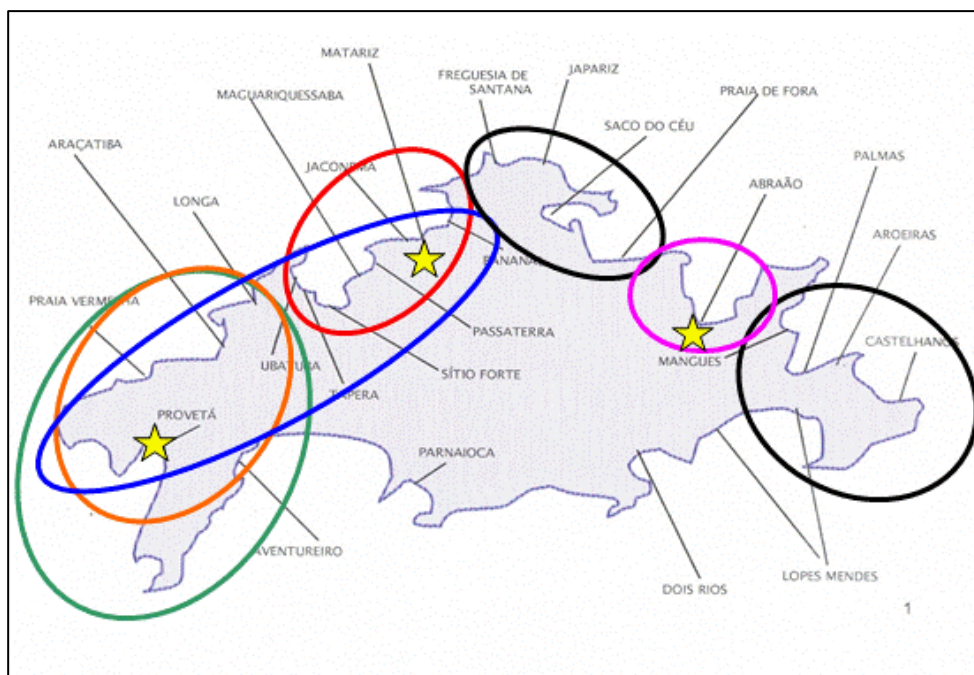 MATARIZ
FREGUESIA DE
SANTANA
JAPARIZ
MAGUARIQUESSABA
PRAIA DE FORA
SACO DO CÉU
ARAÇATIBA
JACONEMA
PALMAS
ABRAÃO
LONGA
AROEIRAS
BANANAL
PRAIA VERMELHA
PASSATERRA
CASTELHANOS
UBATUBA
MANGUES
SÍTIO FORTE
TAPERA
PROVETÁ
PARNAIOCA
AVENTUREIRO
LOPES MENDES
DOIS RIOS
1